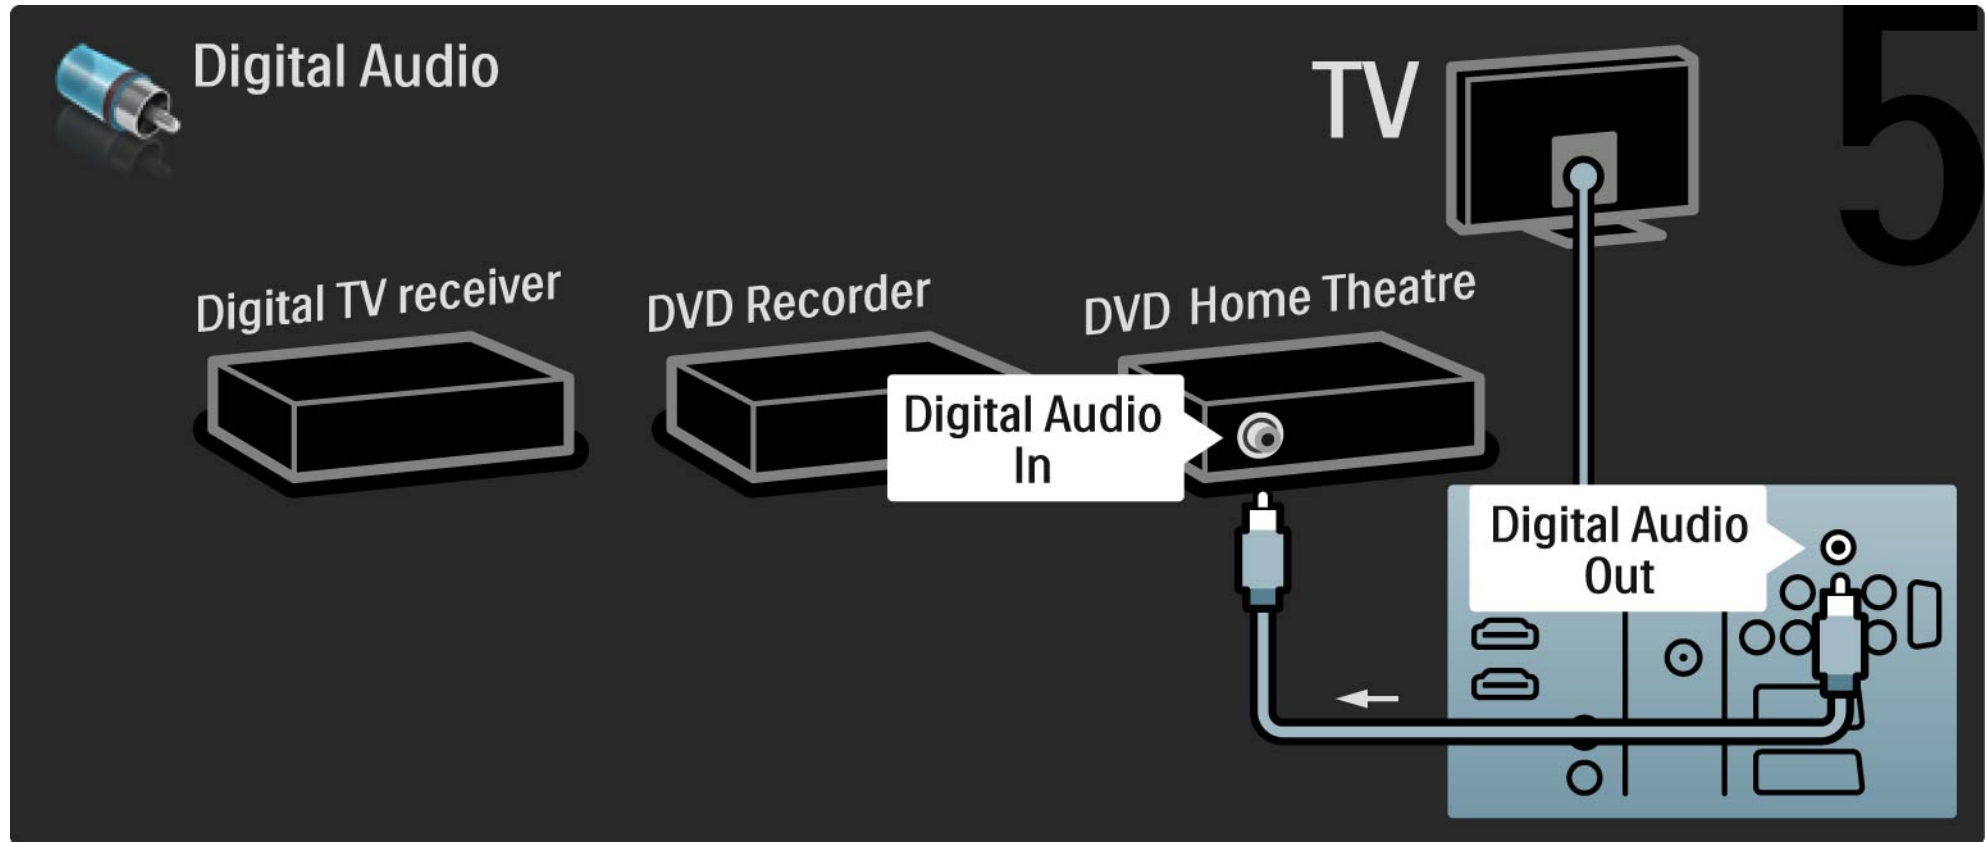 Digital Audio
TV
5
Digital TV receiver
DVD Recorder
DVD Home Theatre
Digital Audio
In
Digital Audio
Out